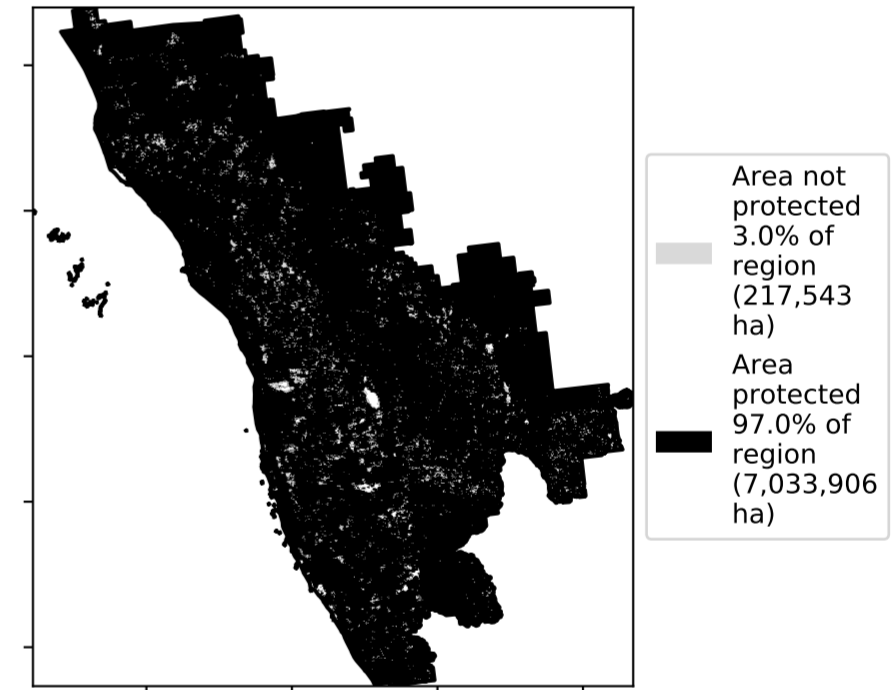 Area not
protected
3.0% of
region
(217,543
ha)
Area
protected
97.0% of
region
(7,033,906
ha)